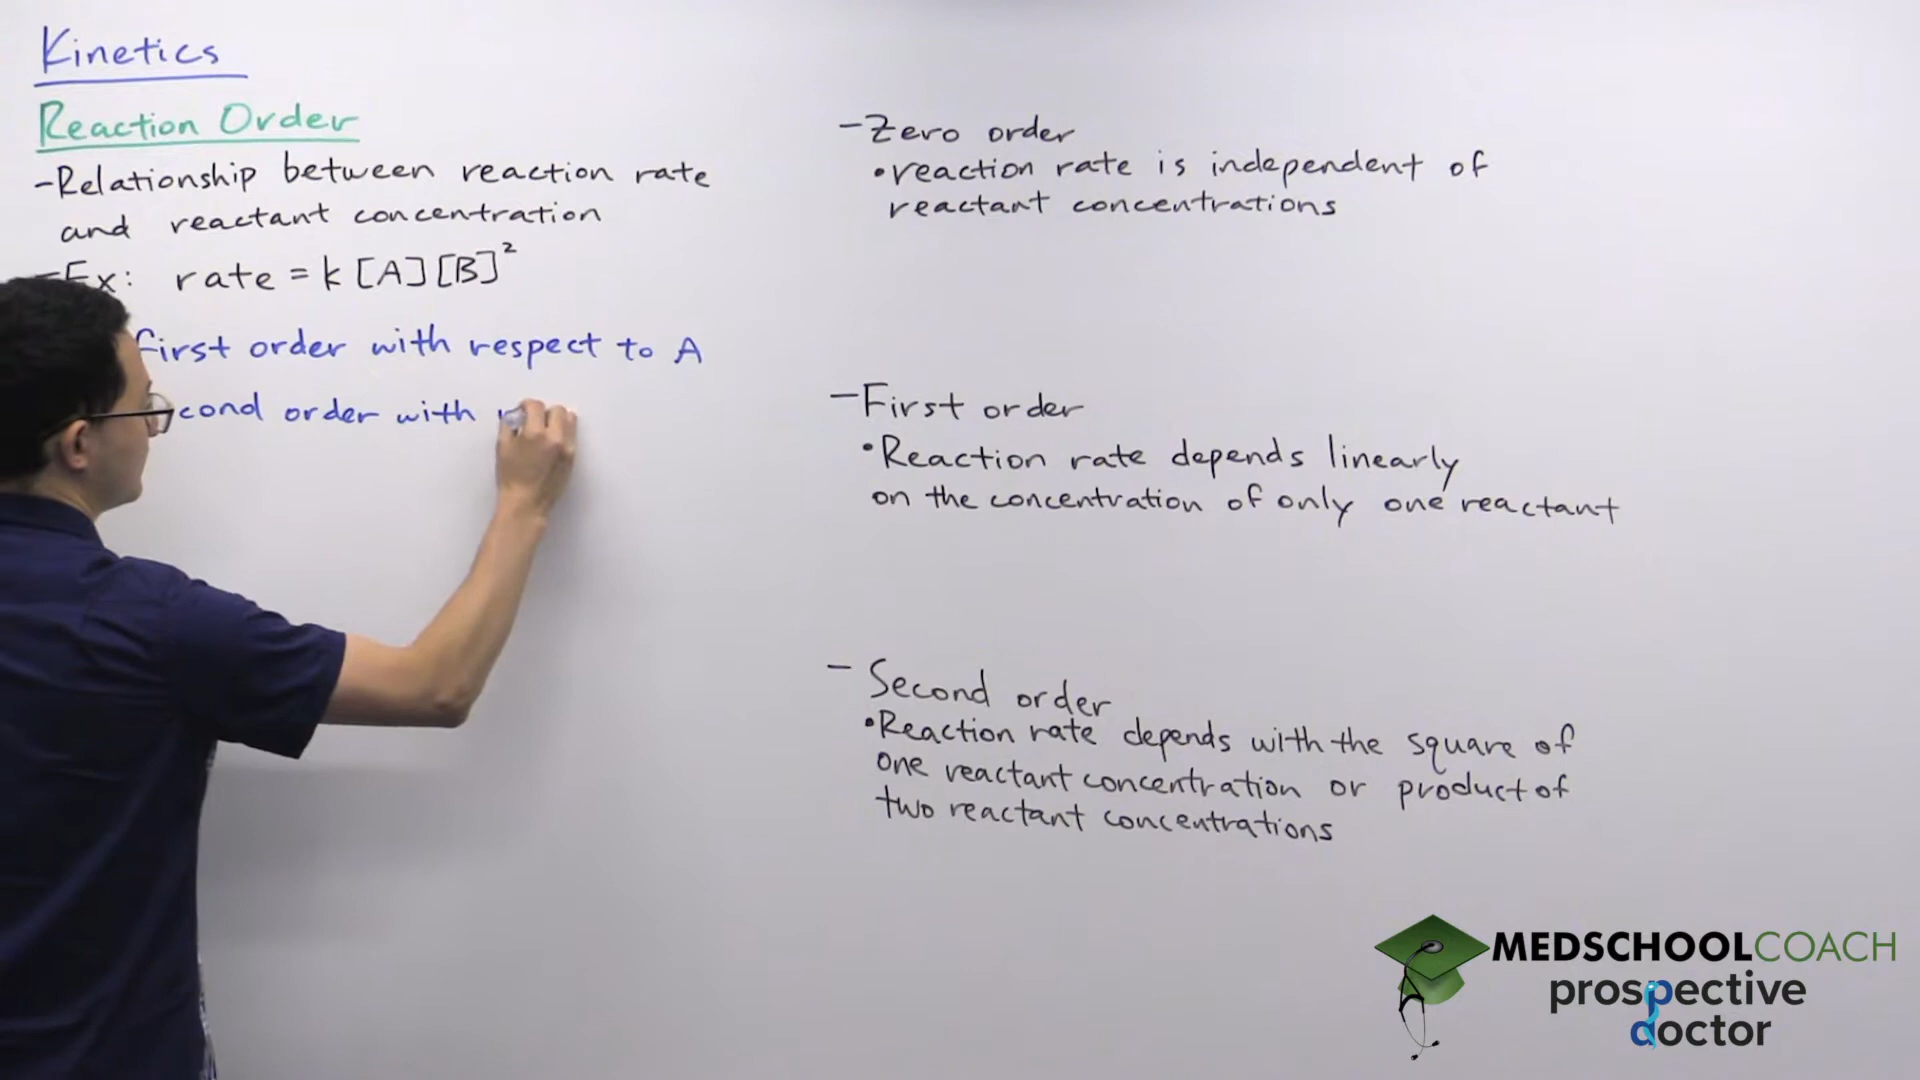 Kinetics
Reaction Order
-Relationship between reaction rate
and reactant concentration
-Ex: rate = k [A][B]²
first order with respect to A
cond order with
-Zero order
•reaction rate is independent of
reactant concentrations
-First order
•Reaction rate depends linearly
on the concentration of only one reactant
- Second order
•Reaction rate depends with the square of
one reactant concentration or product of
two reactant concentrations
MEDSCHOOLCOACH
prospective
doctor